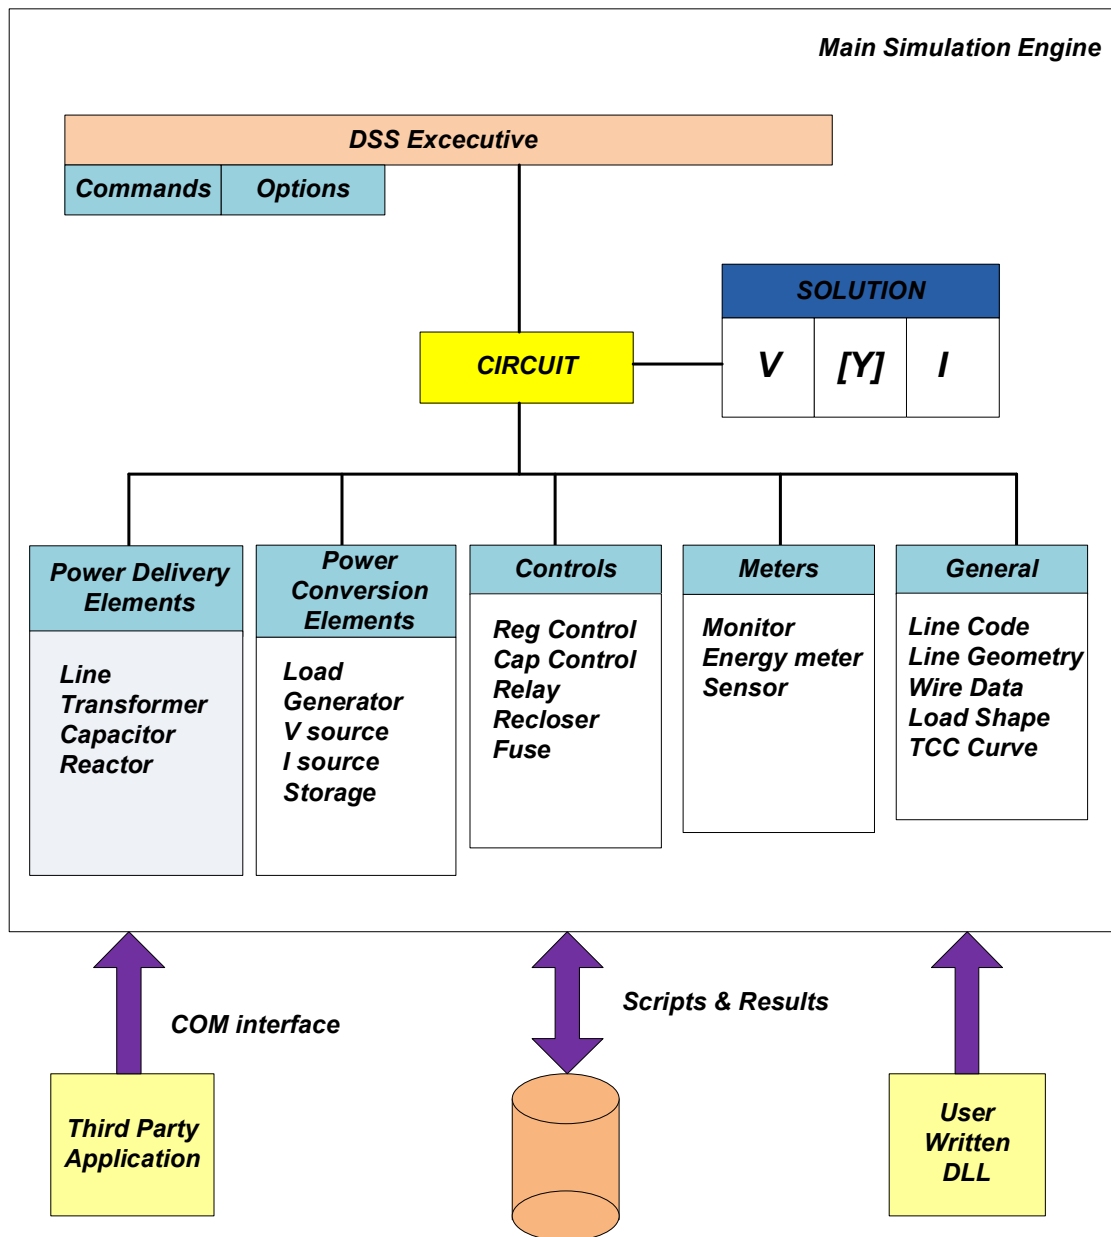 Main Simulation Engine
DSS Excecutive
Commands
Options
SOLUTION
V
[Y]
I
CIRCUIT
Power Delivery
Elements
Line
Transformer
Capacitor
Reactor
Power
Conversion
Elements
Load
Generator
V source
I source
Storage
Controls
Reg Control
Cap Control
Relay
Recloser
Fuse
Meters
Monitor
Energy meter
Sensor
General
Line Code
Line Geometry
Wire Data
Load Shape
TCC Curve
COM interface
Scripts & Results
Third Party
Application
User
Written
DLL